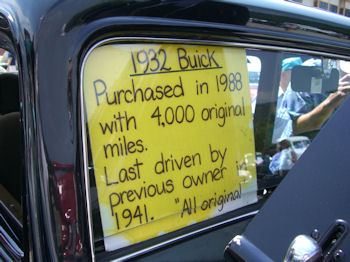 1932 Buick
Purchased in 1988
with 4,000 original
miles.
Last driven by
previous owner in
1941. "All original